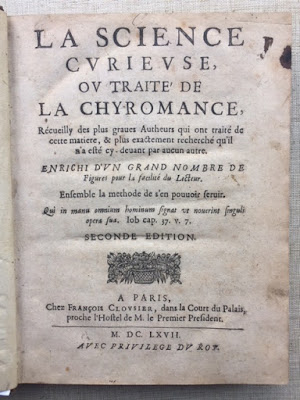 LA SCIENCE
CVRIEVSE,
OV TRAITE' DE
LA CHYROMANCE,
Recueilly des plus graues Autheurs qui ont traité de
cette matiere, & plus exactement recherché qu'il
n'a esté cy-deuant par aucun autre.
ENRICHI D'VN GRAND NOMBRE DE
Figures pour la facilité du Lecteur.
Ensemble la methode de s'en pouuoir seruir.
Qui in manu omnium hominum signat vt nouerint singuli
opera sua. Iob cap. 37. v. 7.
SECONDE EDITION.
A PARIS,
Chez FRANÇOIS CLOVSIER, dans la Court du Palais,
proche l'Hostel de M. le Premier President.
M. DC. LXVII.
AVEC PRIVILEGE DV ROY.